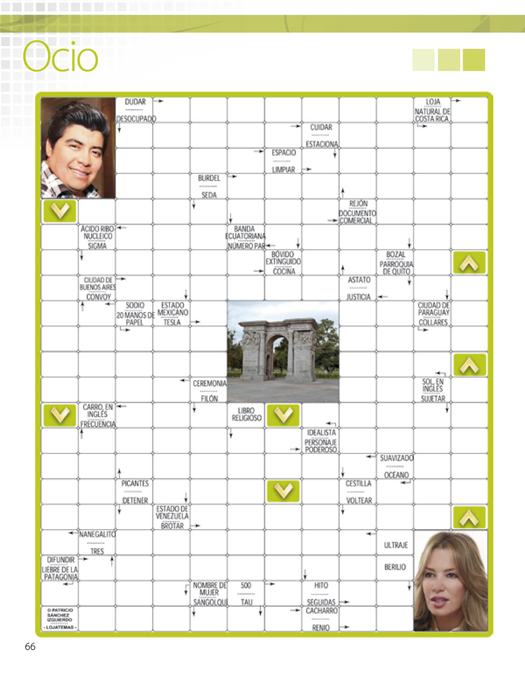 Ocio
DUDAR
DESOCUPADO
LOJA
NATURAL DE
COSTA RICA
CUIDAR
ESTACIONA
ESPACIO
LIMPIAR
BURDEL
SEDA
REJÓN
DOCUMENTO
COMERCIAL
ÁCIDO RIBO
NUCLEICO
SIGMA
BANDA
ECUATORIANA
NÚMERO PAR
BÓVIDO
EXTINGUIDO
COCINA
BOZAL
PARROQUIA
DE QUITO
CIUDAD DE
BUENOS AIRES
CONVOY
ASTATO
JUSTICIA
SODIO
20 MANOS DE
PAPEL
ESTADO
MEXICANO
TESLA
CIUDAD DE
PARAGUAY
COLLARES
CEREMONIA
FILÓN
SOL, EN
INGLÉS
SUJETAR
CARRO, EN
INGLÉS
FRECUENCIA
LIBRO
RELIGIOSO
IDEALISTA
PERSONAJE
PODEROSO
SUAVIZADO
OCÉANO
PICANTES
DETENER
CESTILLA
VOLTEAR
ESTADO DE
VENEZUELA
BROTAR
NANEGALITO
TRES
ULTRAJE
BERILIO
DIFUNDIR
LIEBRE DE LA
PATAGONIA
NOMBRE DE
MUJER
SANGOLQUI
500
TAU
HITO
SEGUIDAS
CACHARRO
RENIO
© PATRICIO
SÁNCHEZ
IZQUIERDO
- LOJATEMAS -
66